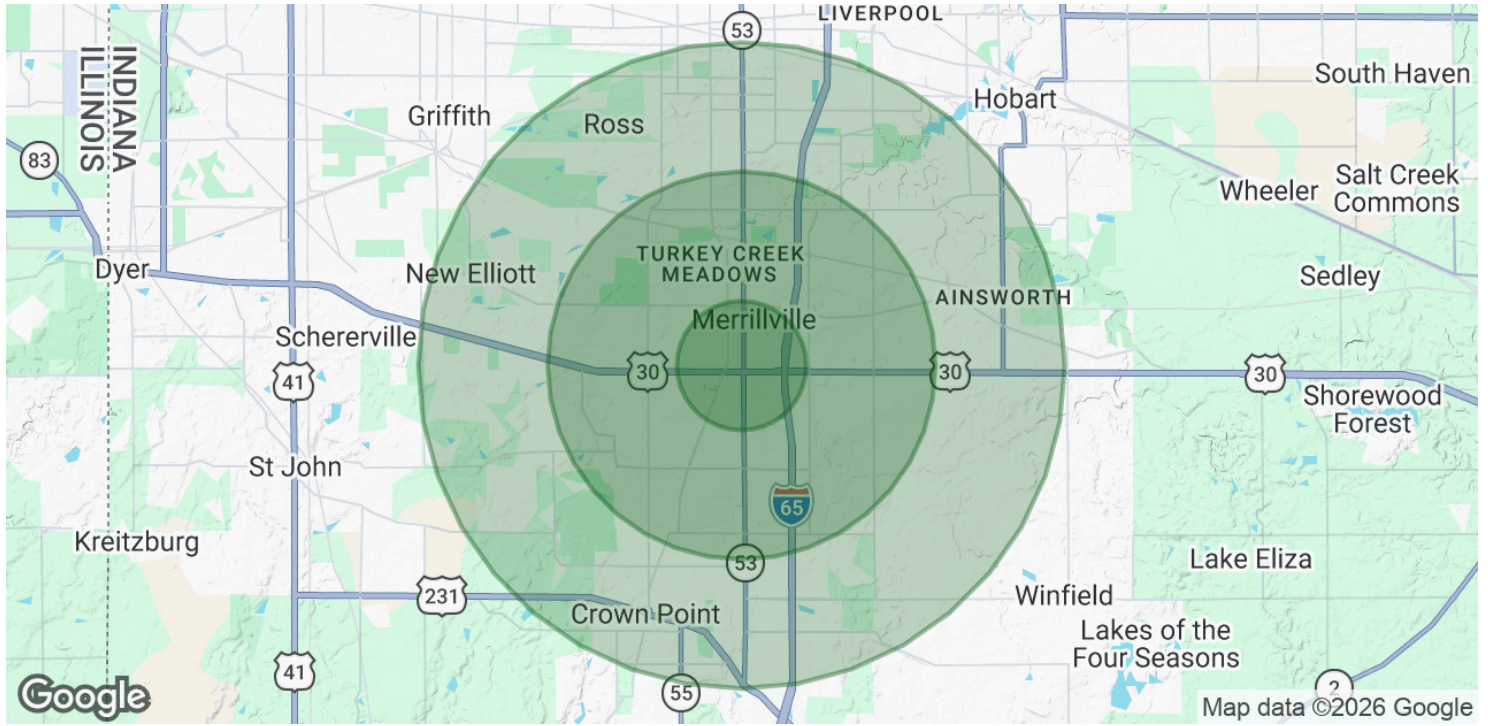 LIVERPOOL
53
South Haven
INDIANA
ILLINOIS
Griffith
Ross
Hobart
83
Wheeler
Salt Creek
Commons
TURKEY CREEK
MEADOWS
Dyer
New Elliott
Sedley
AINSWORTH
Merrillville
Schererville
41
30
30
30
Shorewood
Forest
St John
65
Kreitzburg
53
Lake Eliza
231
Winfield
Crown Point
Lakes of the
Four Seasons
41
55
2
Google
Map data ©2026 Google